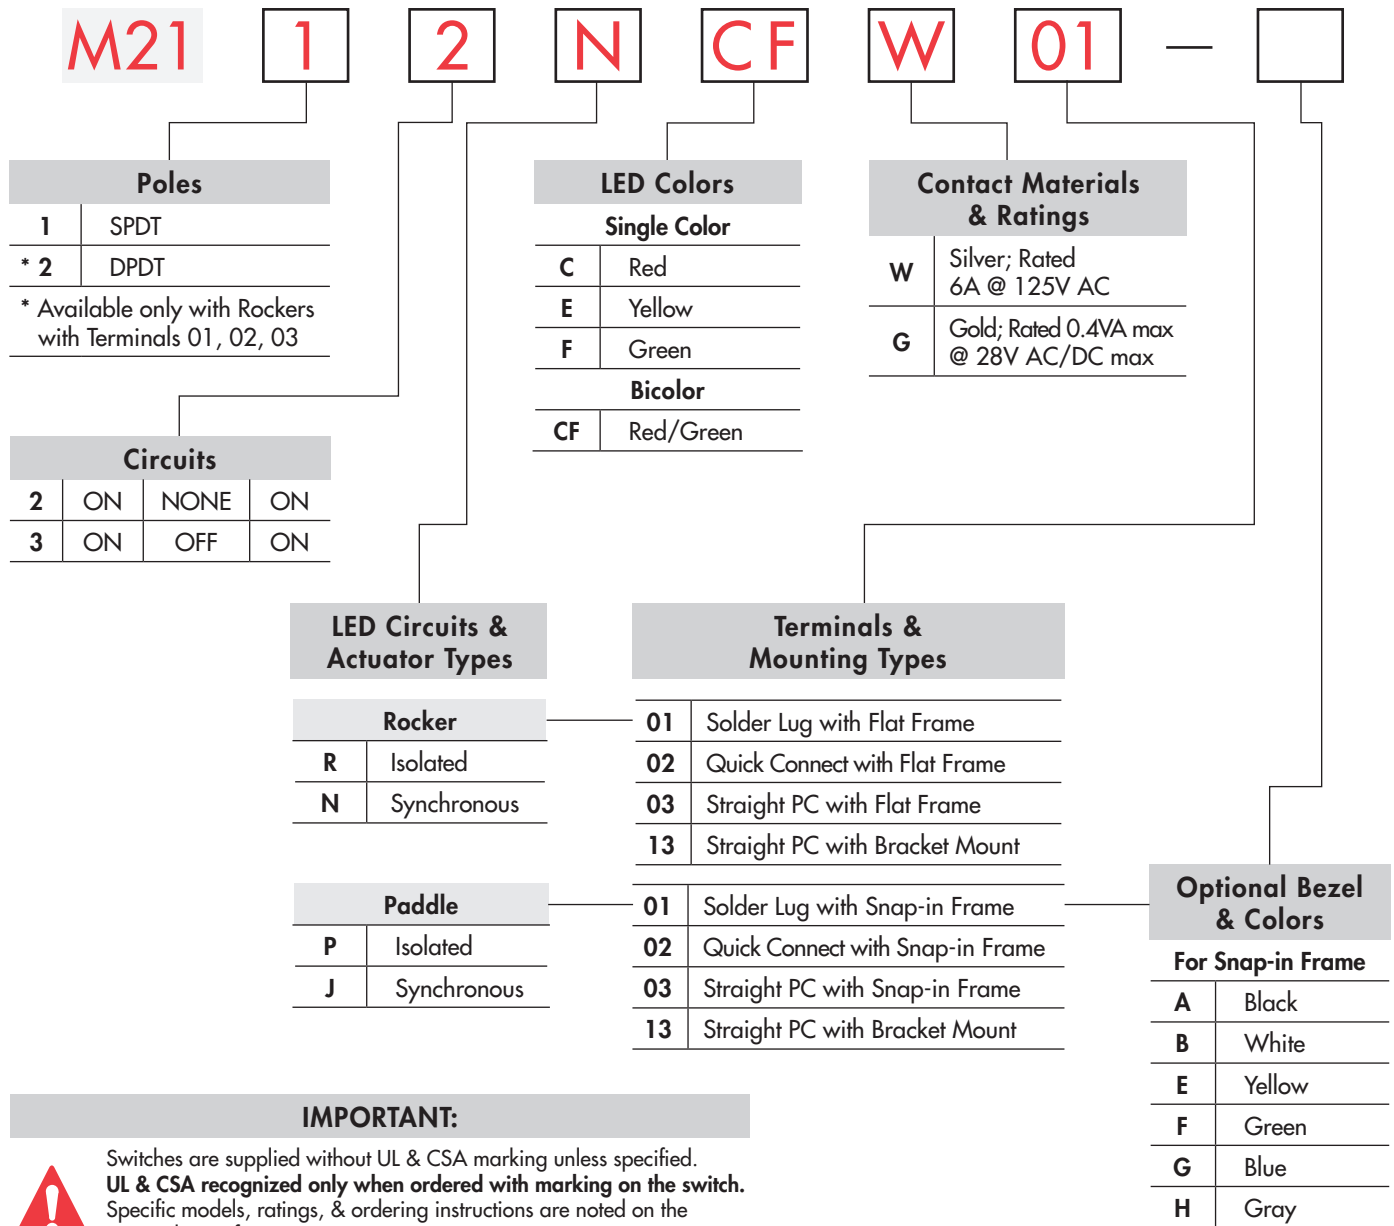 M21 1 2 N CF W 01 —
Poles
1 SPDT
* 2 DPDT
* Available only with Rockers
with Terminals 01, 02, 03
Circuits
2 ON NONE ON
3 ON OFF ON
LED Colors
Single Color
C Red
E Yellow
F Green
Bicolor
CF Red/Green
Contact Materials
& Ratings
W Silver; Rated
6A @ 125V AC
G Gold; Rated 0.4VA max
@ 28V AC/DC max
LED Circuits &
Actuator Types
Rocker
R Isolated
N Synchronous
Paddle
P Isolated
J Synchronous
Terminals &
Mounting Types
01 Solder Lug with Flat Frame
02 Quick Connect with Flat Frame
03 Straight PC with Flat Frame
13 Straight PC with Bracket Mount
01 Solder Lug with Snap-in Frame
02 Quick Connect with Snap-in Frame
03 Straight PC with Snap-in Frame
13 Straight PC with Bracket Mount
Optional Bezel
& Colors
For Snap-in Frame
A Black
B White
E Yellow
F Green
G Blue
H Gray
IMPORTANT:
Switches are supplied without UL & CSA marking unless specified.
UL & CSA recognized only when ordered with marking on the switch.
Specific models, ratings, & ordering instructions are noted on the